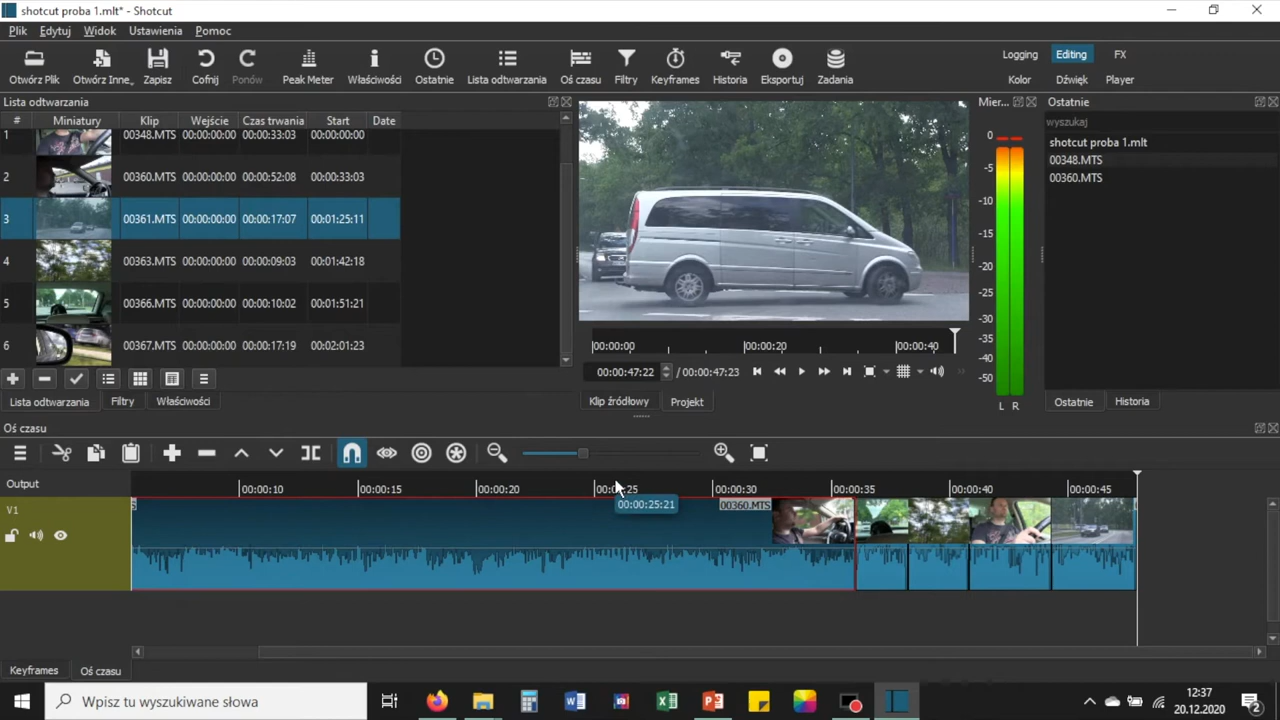 shotcut proba 1.mlt* - Shotcut
Plik Edytuj Widok Ustawienia Pomoc
Otwórz Plik Otwórz Inne, Zapisz Cofnij Ponów Peak Meter Właściwości Ostatnie Lista odtwarzania Oś czasu Filtry Keyframes Historia Eksportuj Zadania
Logging Editing FX
Kolor Dźwięk Player
Lista odtwarzania
# Miniatury Klip Wejście Czas trwania Start Date
1 00348.MTS 00:00:00:00 00:00:33:03 00:00:00:00
2 00360.MTS 00:00:00:00 00:00:52:08 00:00:33:03
3 00361.MTS 00:00:00:00 00:00:17:07 00:01:25:11
4 00363.MTS 00:00:00:00 00:00:09:03 00:01:42:18
5 00366.MTS 00:00:00:00 00:00:10:02 00:01:51:21
6 00367.MTS 00:00:00:00 00:00:17:19 00:02:01:23
Lista odtwarzania Filtry Właściwości
00:00:00 00:00:20 00:00:40
00:00:47:22 / 00:00:47:23
Klip źródłowy Projekt
Mier...
0
-5
-10
-15
-20
-25
-30
-35
-40
-50
L R
Ostatnie
wyszukaj
shotcut proba 1.mlt
00348.MTS
00360.MTS
Ostatnie Historia
Oś czasu
Output
00:00:10 00:00:15 00:00:20 00:00:25 00:00:30 00:00:35 00:00:40 00:00:45
00:00:25:21
V1
00360.MTS
Keyframes Oś czasu
Wpisz tu wyszukiwane słowa
12:37
20.12.2020
2